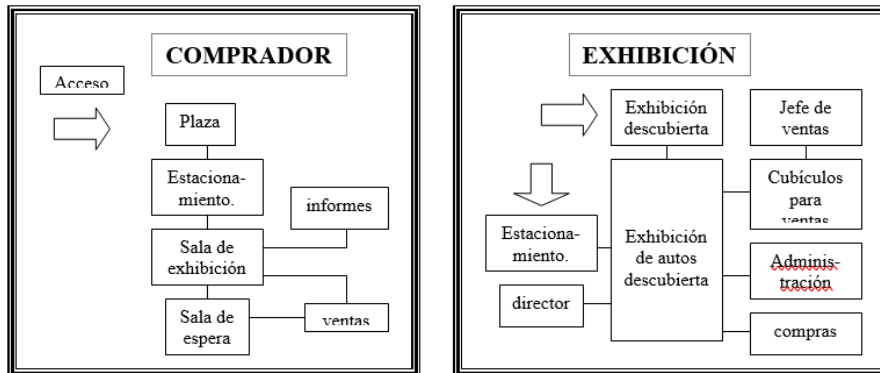 COMPRADOR
Acceso
Plaza
Estaciona-
miento.
informes
Sala de
exhibición
Sala de
espera
ventas
EXHIBICIÓN
Exhibición
descubierta
Jefe de
ventas
Cubículos
para
ventas
Estaciona-
miento.
Exhibición
de autos
descubierta
Adminis-
tración
director
compras